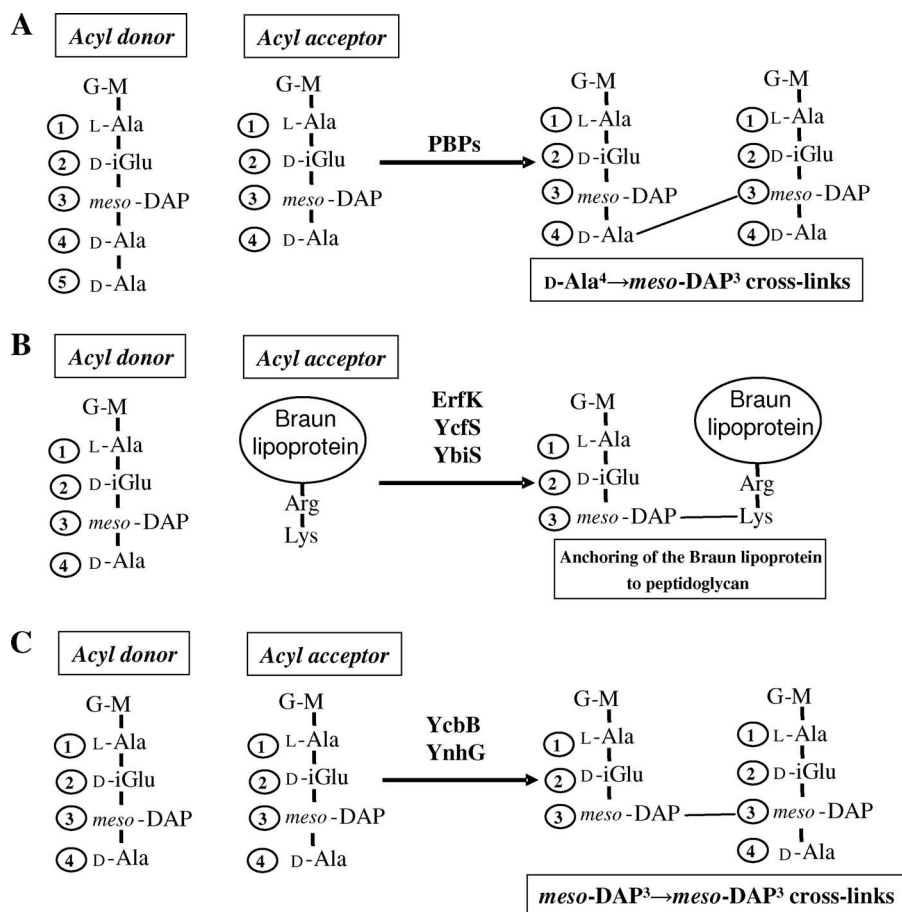 A
Acyl donor
Acyl acceptor
G-M
1 L-Ala
2 D-iGlu
3 meso-DAP
4 D-Ala
5 D-Ala
G-M
1 L-Ala
2 D-iGlu
3 meso-DAP
4 D-Ala
PBPs
G-M
1 L-Ala
2 D-iGlu
3 meso-DAP
4 D-Ala
G-M
1 L-Ala
2 D-iGlu
3 meso-DAP
4 D-Ala
D-Ala⁴→meso-DAP³ cross-links
B
Acyl donor
Acyl acceptor
G-M
1 L-Ala
2 D-iGlu
3 meso-DAP
4 D-Ala
Braun
lipoprotein
Arg
Lys
ErfK
YcfS
YbiS
G-M
1 L-Ala
2 D-iGlu
3 meso-DAP
Braun
lipoprotein
Arg
Lys
Anchoring of the Braun lipoprotein
to peptidoglycan
C
Acyl donor
Acyl acceptor
G-M
1 L-Ala
2 D-iGlu
3 meso-DAP
4 D-Ala
G-M
1 L-Ala
2 D-iGlu
3 meso-DAP
4 D-Ala
YcbB
YnhG
G-M
1 L-Ala
2 D-iGlu
3 meso-DAP
G-M
1 L-Ala
2 D-iGlu
3 meso-DAP
4 D-Ala
meso-DAP³→meso-DAP³ cross-links